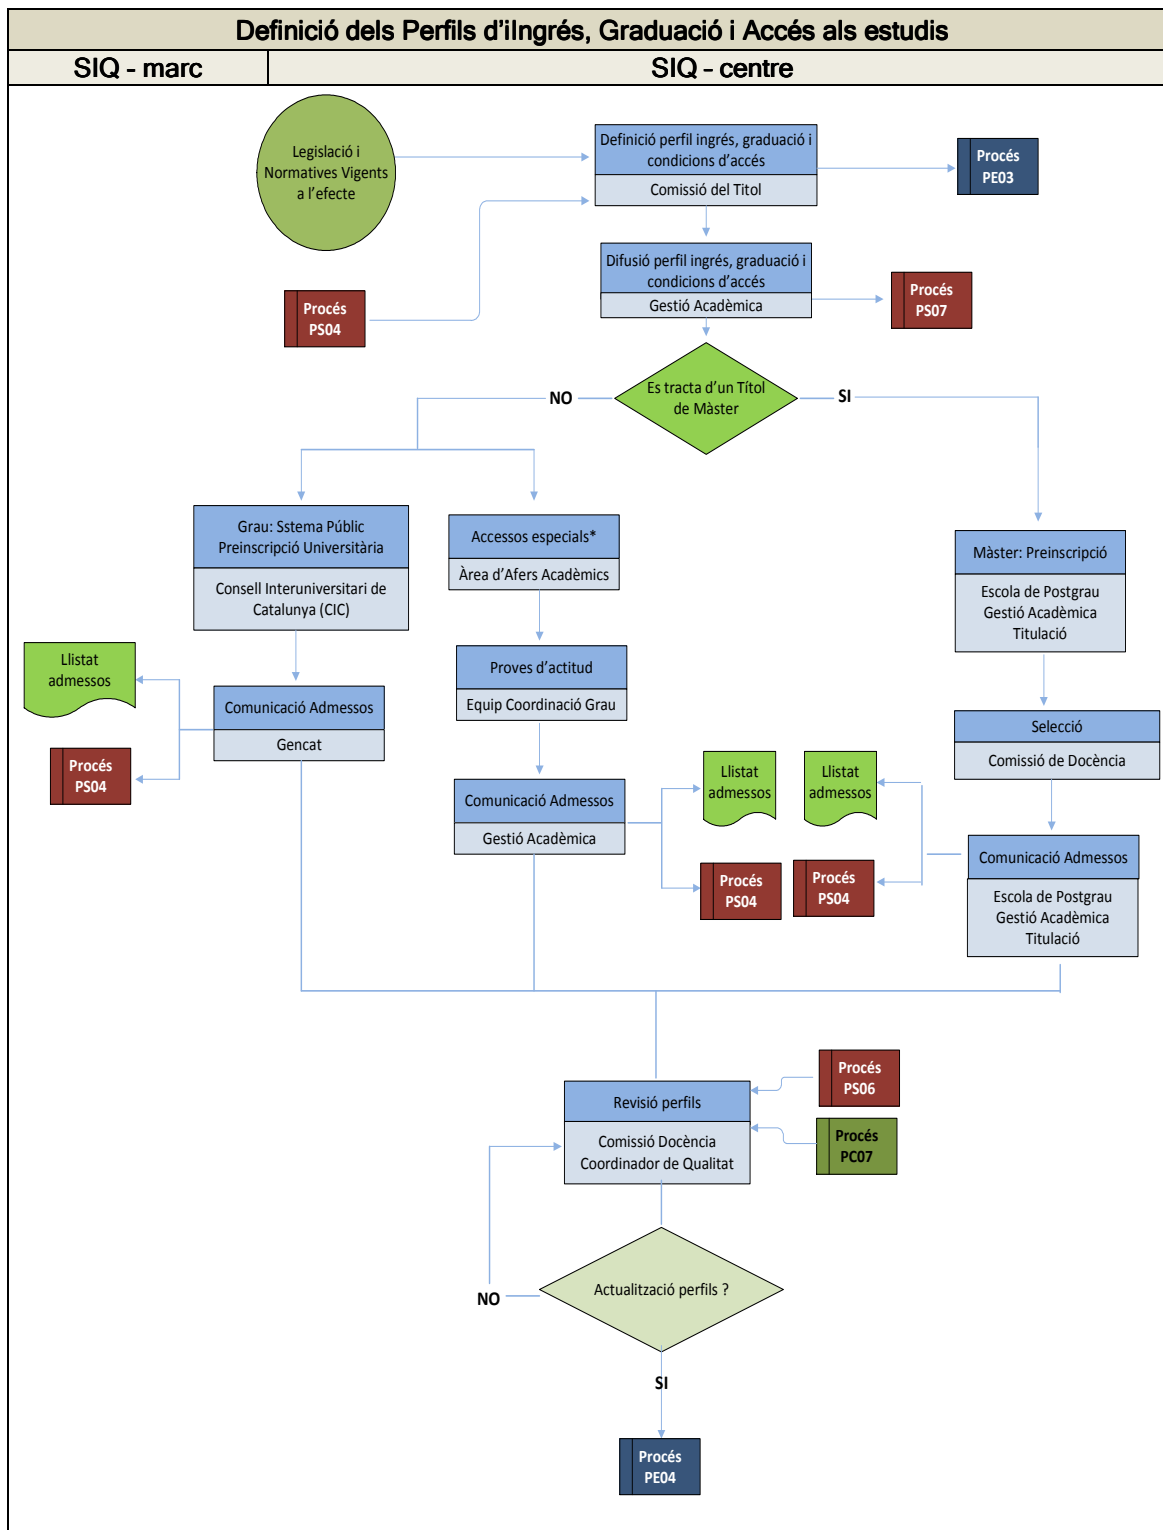 Definició dels Perfils d’iIngrés, Graduació i Accés als estudis
SIQ - marc
SIQ - centre
Legislació i
Normatives Vigents
a l’efecte
Definició perfil ingrés, graduació i
condicions d’accés
Comissió del Titol
Procés
PE03
Difusió perfil ingrés, graduació i
condicions d’accés
Gestió Acadèmica
Procés
PS04
Procés
PS07
Es tracta d’un Títol
de Màster
NO
SI
Grau: Sstema Públic
Preinscripció Universitària
Consell Interuniversitari de
Catalunya (CIC)
Accessos especials*
Àrea d’Afers Acadèmics
Màster: Preinscripció
Escola de Postgrau
Gestió Acadèmica
Titulació
Llistat
admessos
Proves d’actitud
Equip Coordinació Grau
Comunicació Admessos
Gencat
Procés
PS04
Selecció
Comissió de Docència
Comunicació Admessos
Gestió Acadèmica
Llistat
admessos
Llistat
admessos
Procés
PS04
Procés
PS04
Comunicació Admessos
Escola de Postgrau
Gestió Acadèmica
Titulació
Revisió perfils
Comissió Docència
Coordinador de Qualitat
Procés
PS06
Procés
PC07
Actualització perfils ?
NO
SI
Procés
PE04